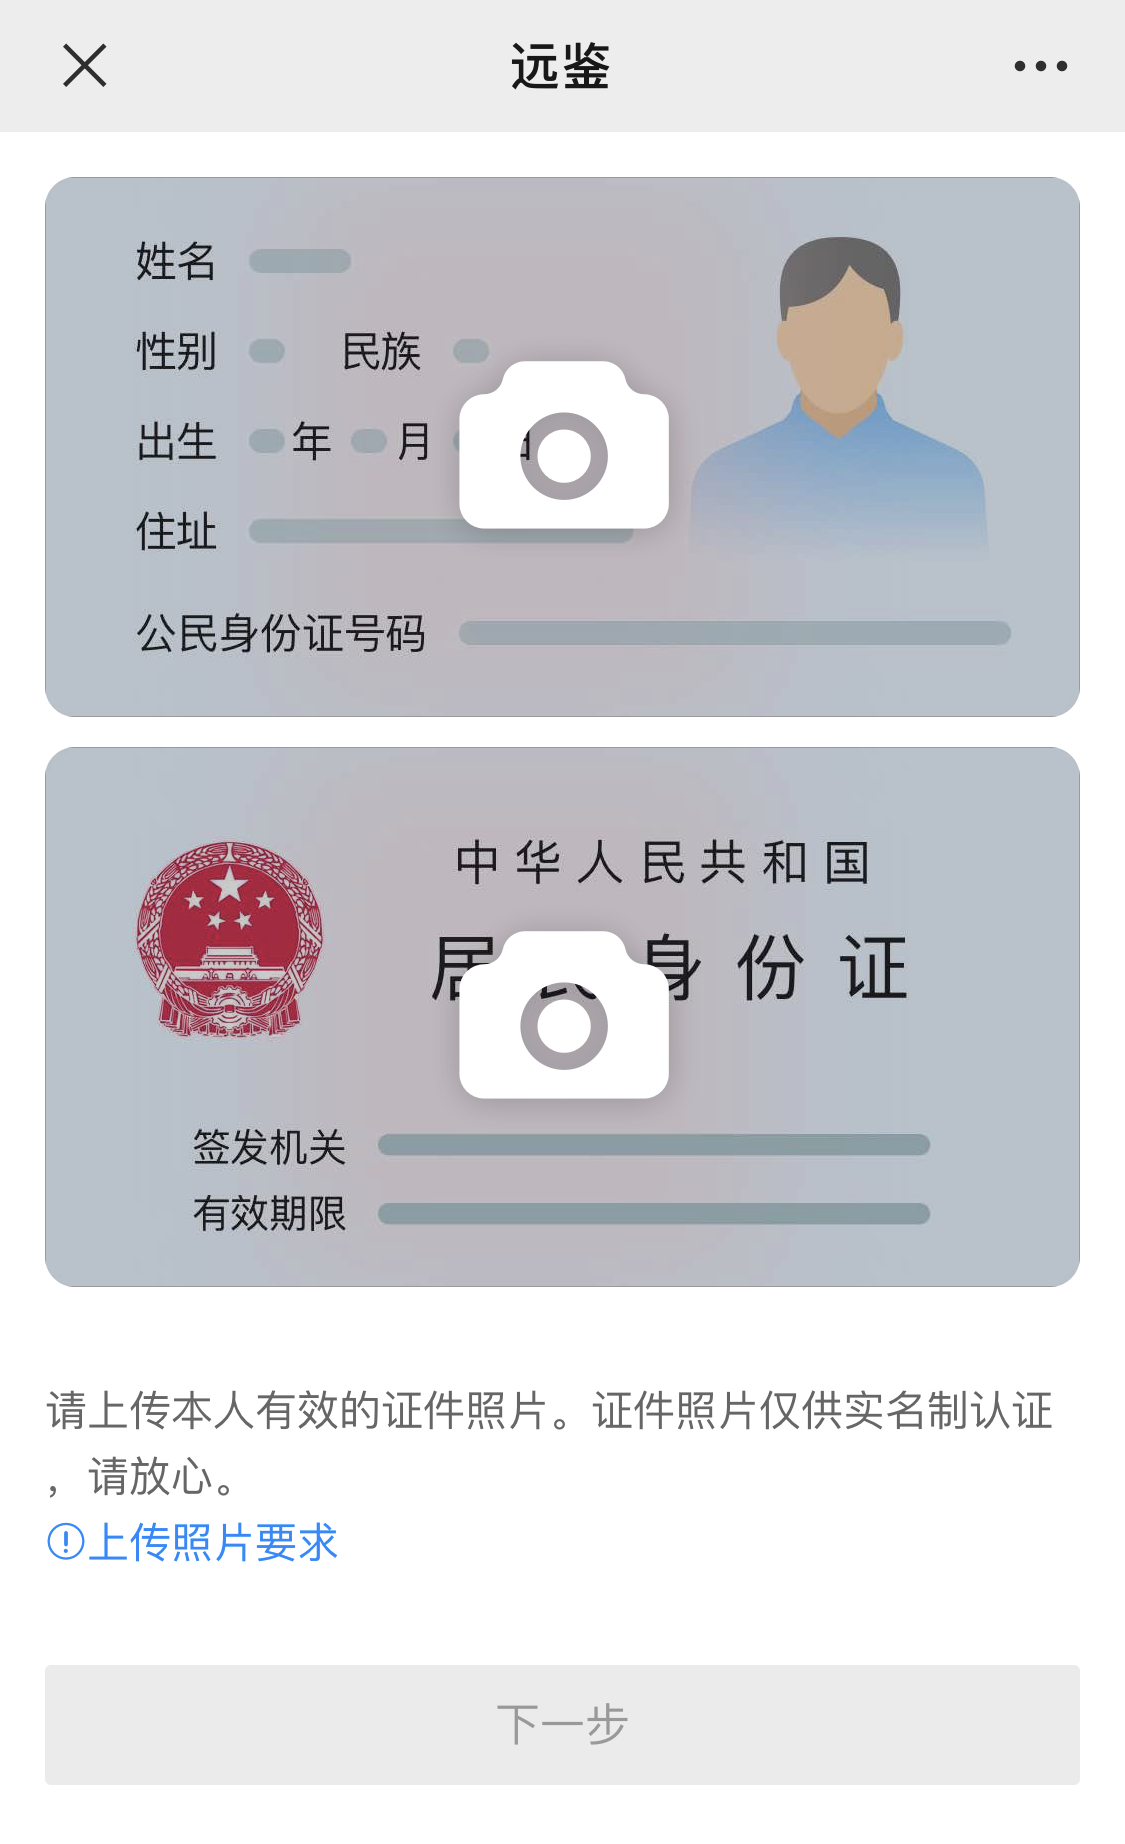 远鉴
姓名
性别 民族
出生 年 月
住址
公民身份证号码
中华人民共和国
居民身份证
签发机关
有效期限
请上传本人有效的证件照片。证件照片仅供实名制认证
，请放心。
上传照片要求
下一步